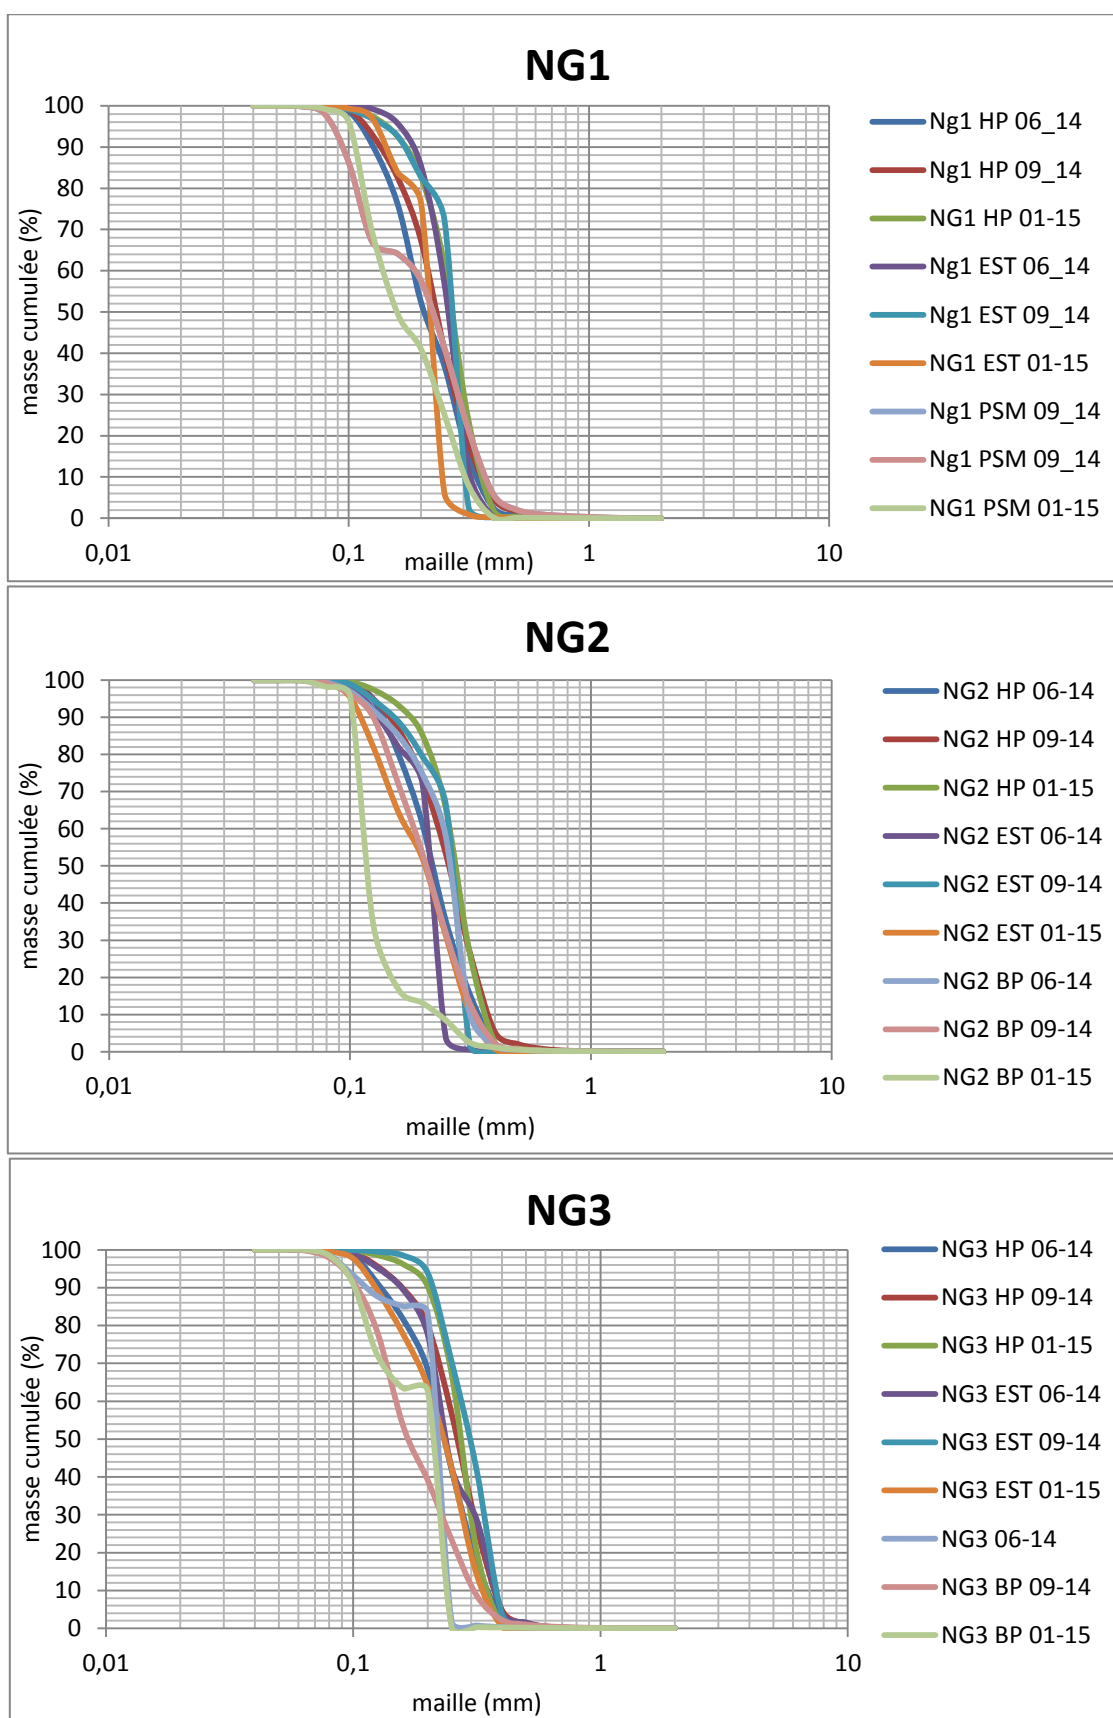 NG1
masse cumulée (%)
100
90
80
70
60
50
40
30
20
10
0
0,01
0,1
1
10
maille (mm)
Ng1 HP 06_14
Ng1 HP 09_14
NG1 HP 01-15
Ng1 EST 06_14
Ng1 EST 09_14
NG1 EST 01-15
Ng1 PSM 09_14
Ng1 PSM 09_14
NG1 PSM 01-15
NG2
masse cumulée (%)
100
90
80
70
60
50
40
30
20
10
0
0,01
0,1
1
10
maille (mm)
NG2 HP 06-14
NG2 HP 09-14
NG2 HP 01-15
NG2 EST 06-14
NG2 EST 09-14
NG2 EST 01-15
NG2 BP 06-14
NG2 BP 09-14
NG2 BP 01-15
NG3
masse cumulée (%)
100
90
80
70
60
50
40
30
20
10
0
0,01
0,1
1
10
maille (mm)
NG3 HP 06-14
NG3 HP 09-14
NG3 HP 01-15
NG3 EST 06-14
NG3 EST 09-14
NG3 EST 01-15
NG3 06-14
NG3 BP 09-14
NG3 BP 01-15